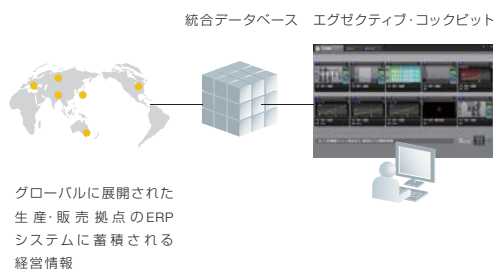 統合データベース エグゼクティブ・コックピット
グローバルに展開された
生産・販売拠点のERP
システムに蓄積される
経営情報